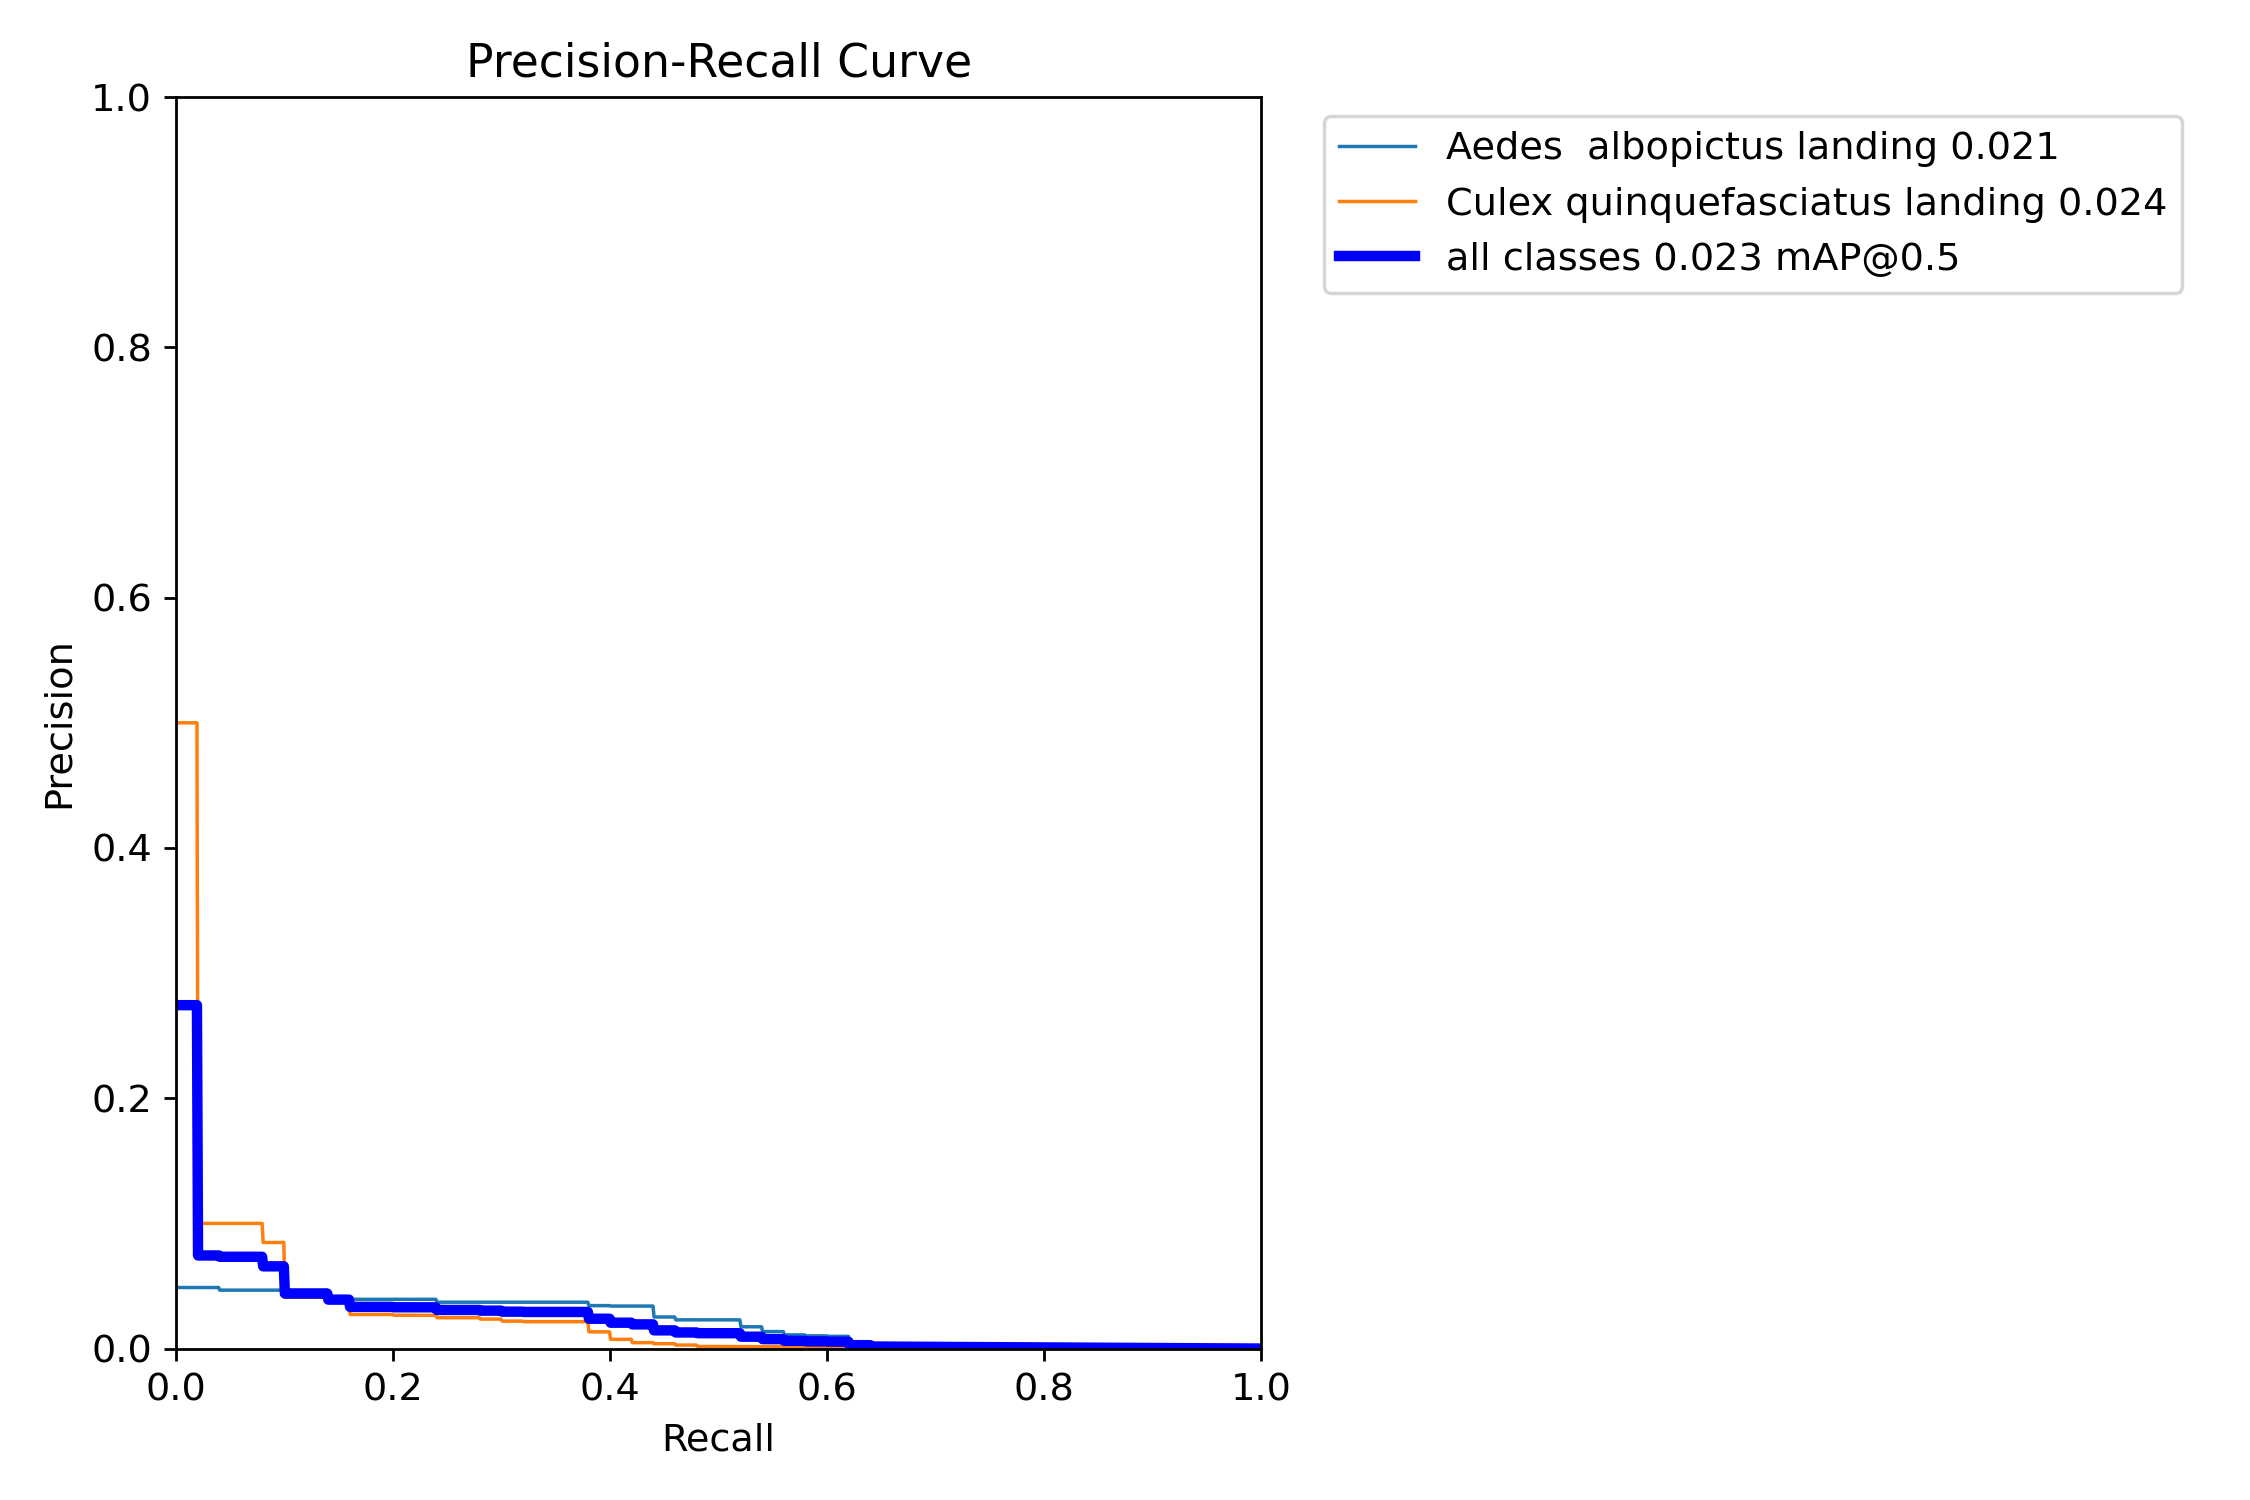 Precision-Recall Curve
1.0
0.8
0.6
0.4
0.2
0.0
Precision
0.0 0.2 0.4 0.6 0.8 1.0
Recall
Aedes  albopictus landing 0.021
Culex quinquefasciatus landing 0.024
all classes 0.023 mAP@0.5